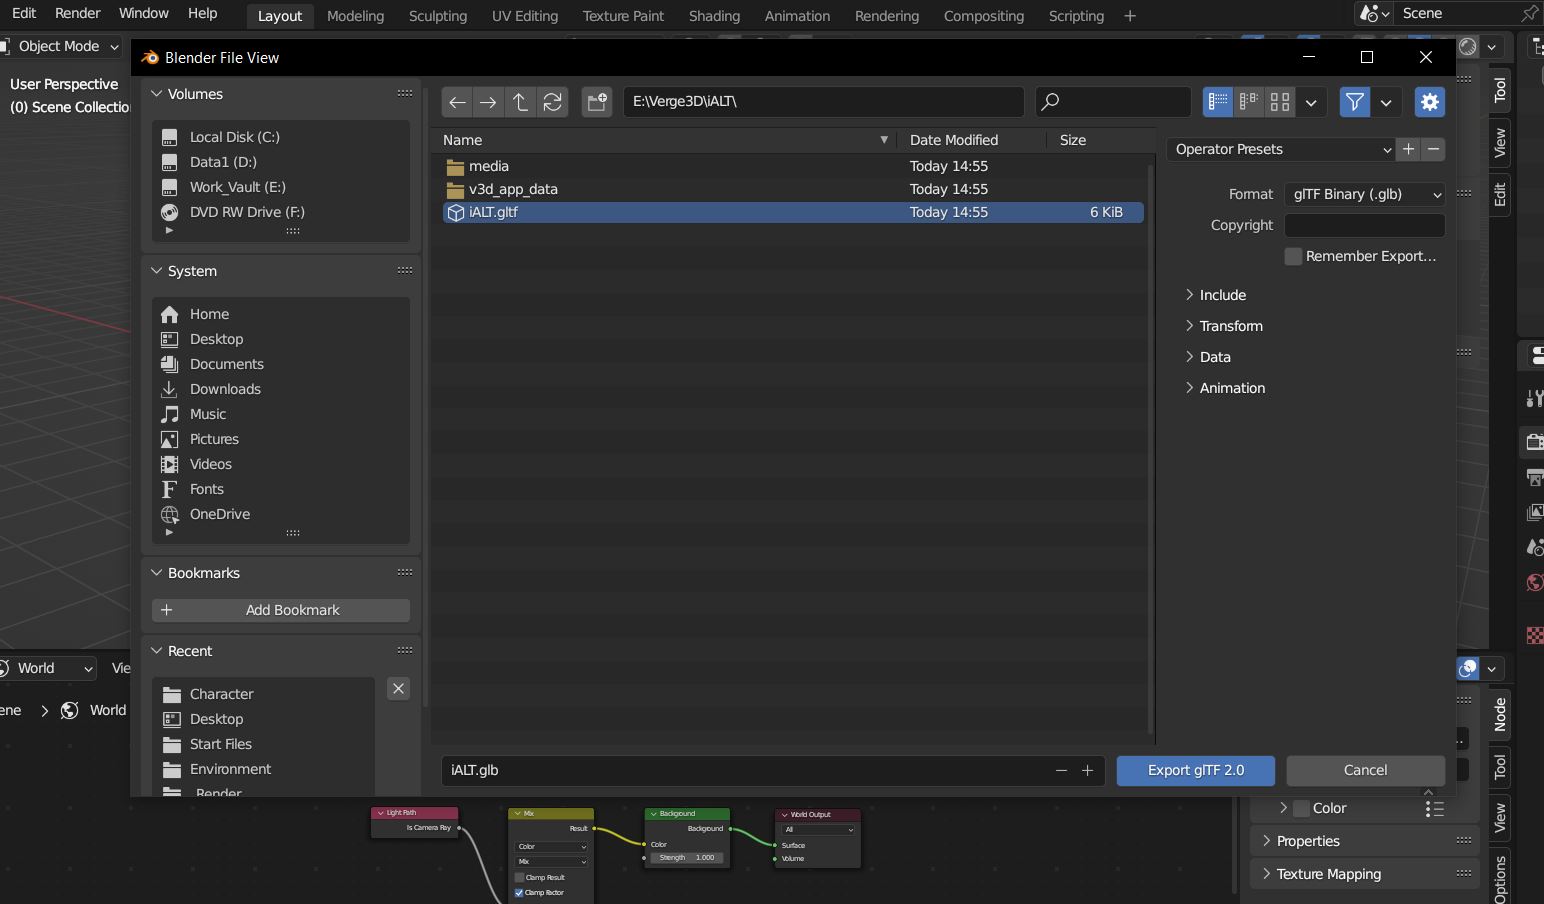 Edit Render Window Help Layout Modeling Sculpting UV Editing Texture Paint Shading Animation Rendering Compositing Scripting + Scene
Object Mode
User Perspective
(0) Scene Collectio
Blender File View
Volumes
Local Disk (C:)
Data1 (D:)
Work_Vault (E:)
DVD RW Drive (F:)
System
Home
Desktop
Documents
Downloads
Music
Pictures
Videos
Fonts
OneDrive
Bookmarks
+ Add Bookmark
Recent
Character
Desktop
Start Files
Environment
Render
E:\Verge3D\iALT\
Name Date Modified Size
media Today 14:55
v3d_app_data Today 14:55
iALT.gltf Today 14:55 6 KiB
iALT.glb
Export glTF 2.0
Cancel
Operator Presets
Format glTF Binary (.glb)
Copyright
Remember Export...
Include
Transform
Data
Animation
Tool
View
Edit
World
Vie
ene
World
Light Path
Is Camera Ray
Mix
Result
Color
Mix
Clamp Result
Clamp Factor
Background
Background
Color
Strength 1.000
World Output
All
Surface
Volume
Color
Properties
Texture Mapping
Node
Tool
View
Options